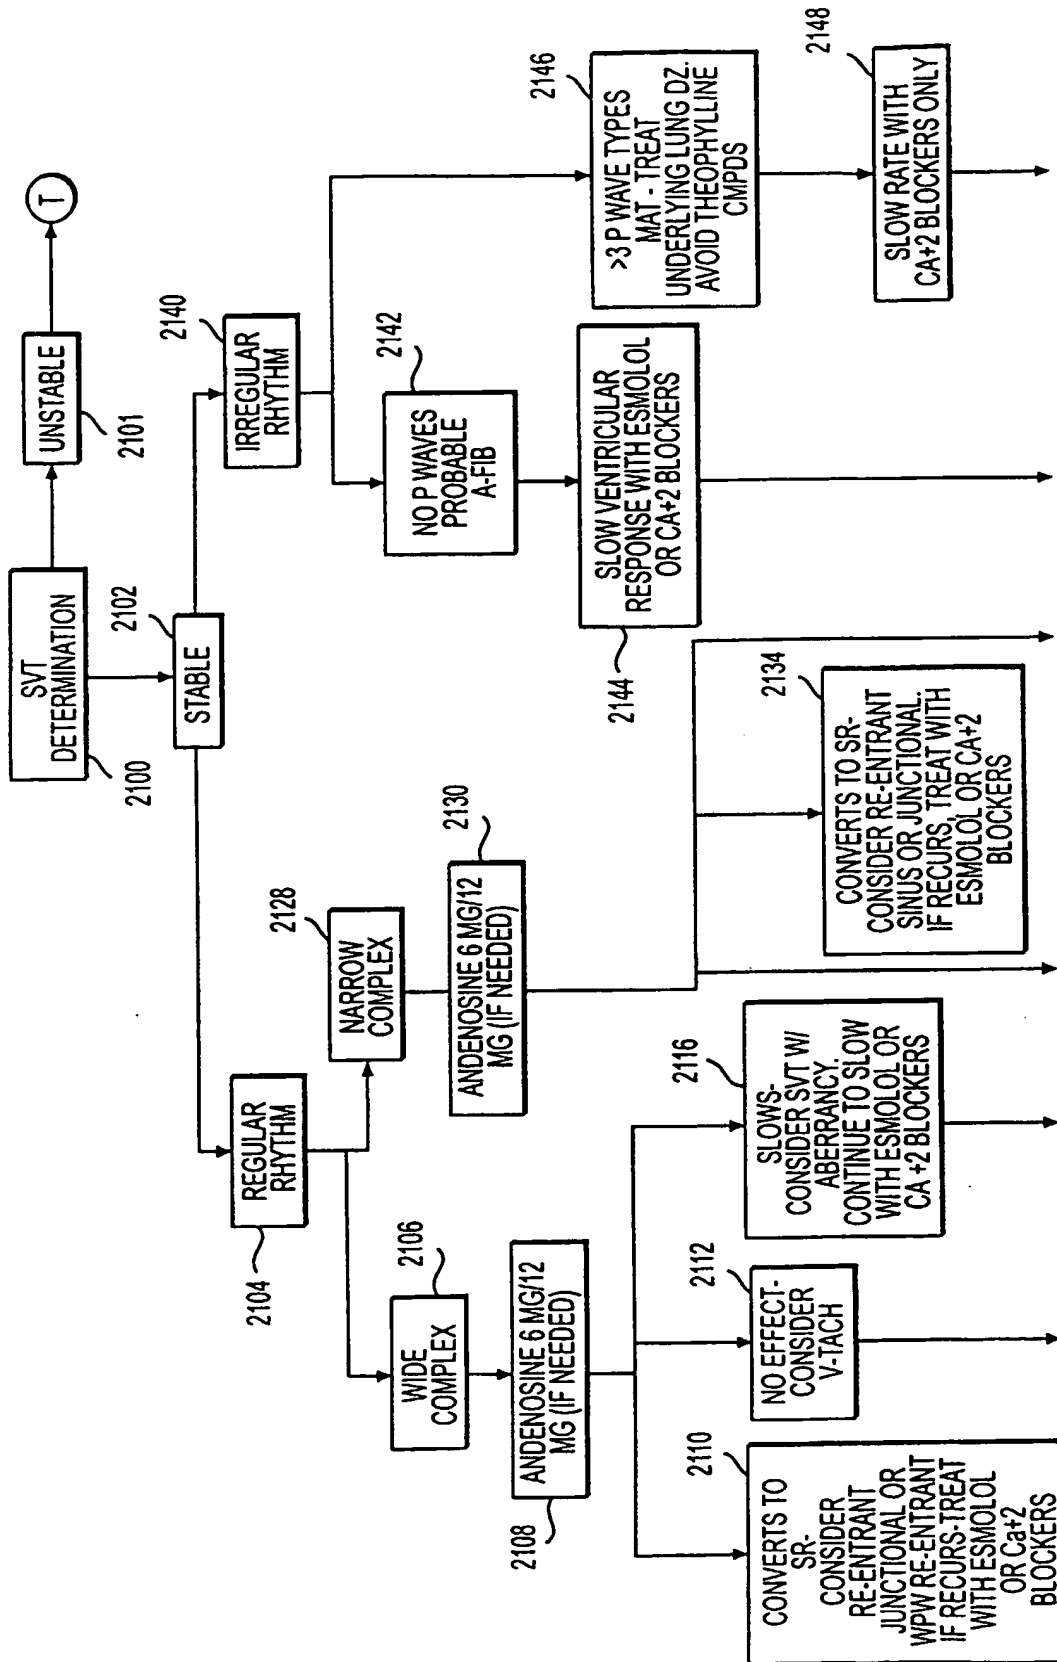 SVT
DETERMINATION
2100
UNSTABLE
2101
T
STABLE
2102
REGULAR
RHYTHM
2104
WIDE
COMPLEX
2106
ANDENOSINE 6 MG/12
MG (IF NEEDED)
2108
CONVERTS TO
SR-
CONSIDER
RE-ENTRANT
JUNCTIONAL OR
WPW RE-ENTRANT
IF RECURS-TREAT
WITH ESMOLOL
OR Ca+2
BLOCKERS
2110
NO EFFECT-
CONSIDER
V-TACH
2112
SLOWS-
CONSIDER SVT W/
ABERRANCY.
CONTINUE TO SLOW
WITH ESMOLOL OR
CA +2 BLOCKERS
2116
NARROW
COMPLEX
2128
ANDENOSINE 6 MG/12
MG (IF NEEDED)
2130
CONVERTS TO SR-
CONSIDER RE-ENTRANT
SINUS OR JUNCTIONAL.
IF RECURS, TREAT WITH
ESMOLOL OR CA+2
BLOCKERS
2134
IRREGULAR
RHYTHM
2140
NO P WAVES
PROBABLE
A-FIB
2142
SLOW VENTRICULAR
RESPONSE WITH ESMOLOL
OR CA+2 BLOCKERS
2144
>3 P WAVE TYPES
MAT - TREAT
UNDERLYING LUNG DZ.
AVOID THEOPHYLLINE
CMPDS
2146
SLOW RATE WITH
CA+2 BLOCKERS ONLY
2148